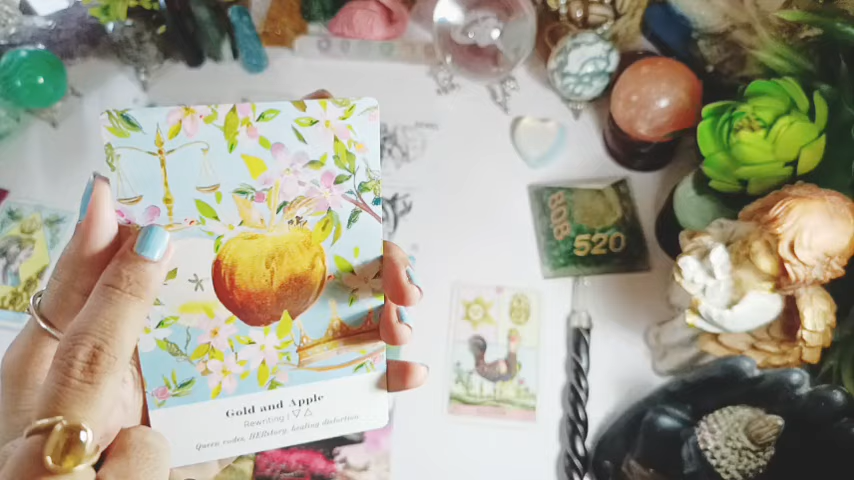 Gold and Apple
Rewriting | ▽ △
Queen codes, HERstory, healing distortion
808
520